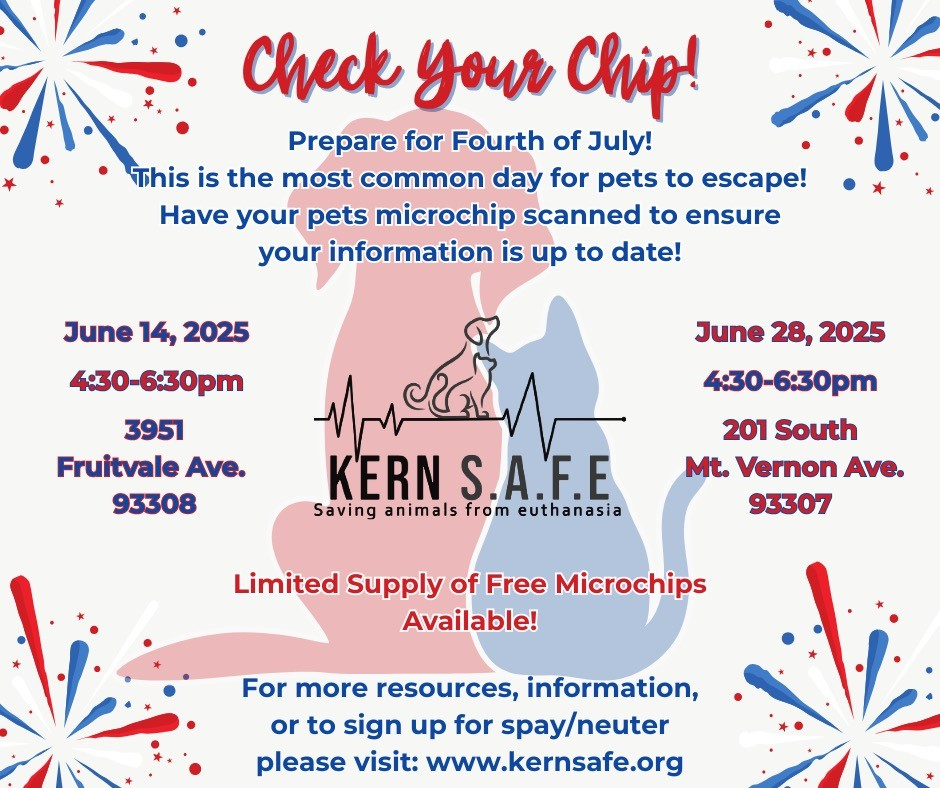 Check Your Chip!
Prepare for Fourth of July!
This is the most common day for pets to escape!
Have your pets microchip scanned to ensure
your information is up to date!
June 14, 2025
4:30-6:30pm
3951
Fruitvale Ave.
93308
June 28, 2025
4:30-6:30pm
201 South
Mt. Vernon Ave.
93307
KERN S.A.F.E
Saving animals from euthanasia
Limited Supply of Free Microchips
Available!
For more resources, information,
or to sign up for spay/neuter
please visit: www.kernsafe.org